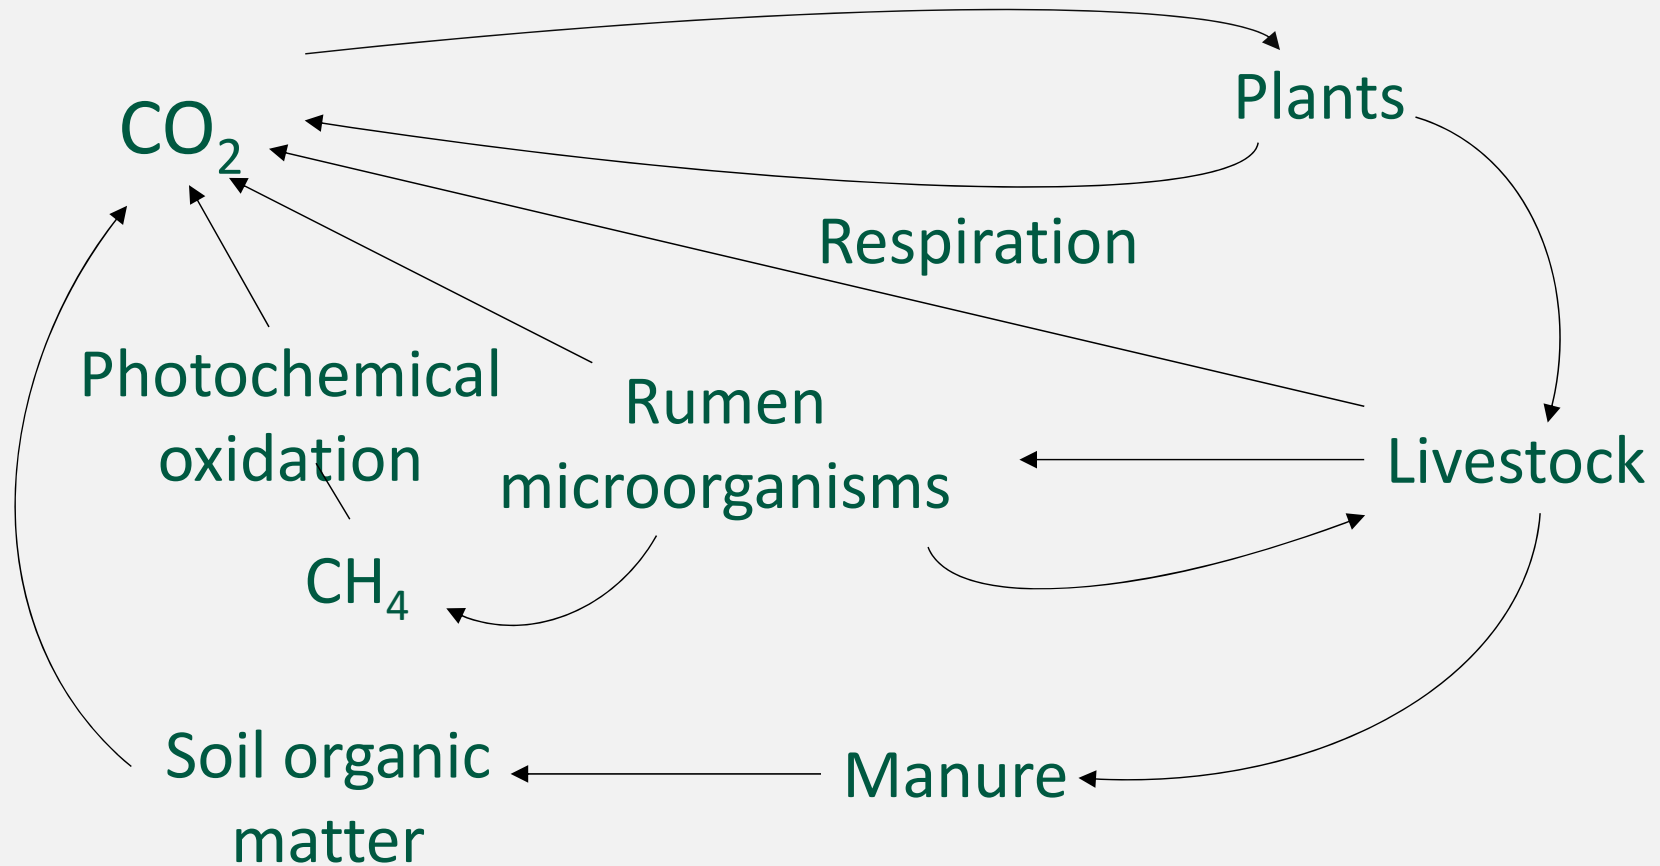 CO₂
Plants
Respiration
Photochemical
oxidation
Rumen
microorganisms
Livestock
CH₄
Soil organic
matter
Manure